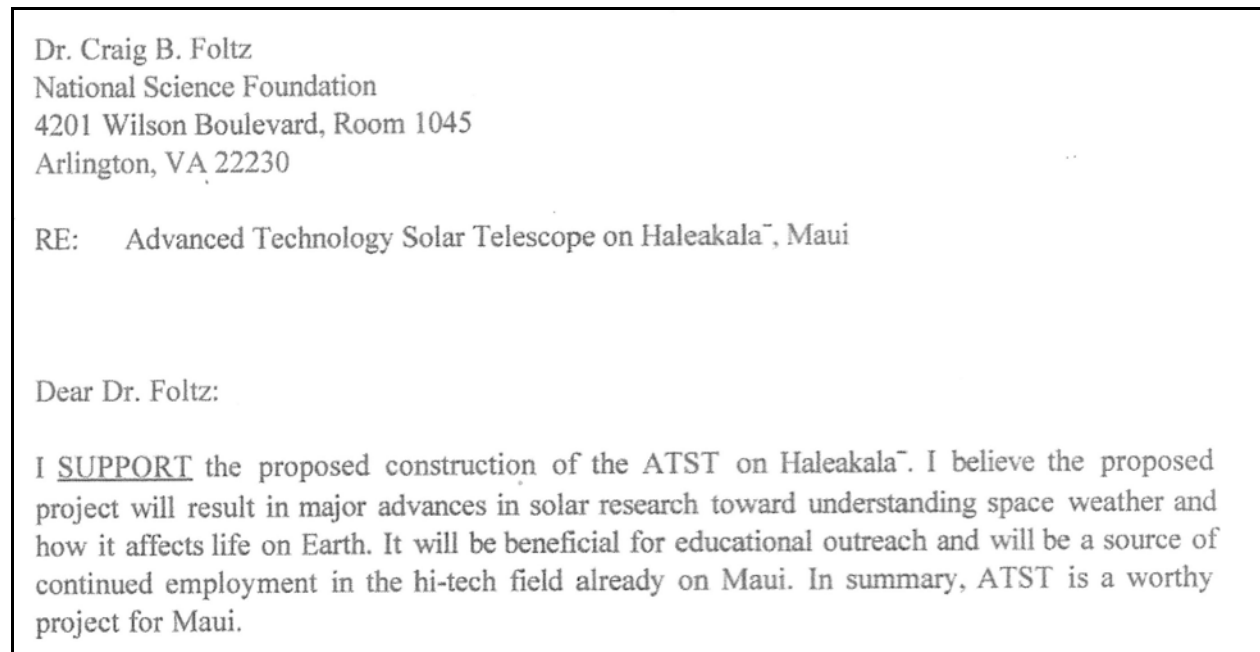 Dr. Craig B. Foltz
National Science Foundation
4201 Wilson Boulevard, Room 1045
Arlington, VA 22230
RE: Advanced Technology Solar Telescope on Haleakala¯, Maui
Dear Dr. Foltz:
I SUPPORT the proposed construction of the ATST on Haleakala¯. I believe the proposed
project will result in major advances in solar research toward understanding space weather and
how it affects life on Earth. It will be beneficial for educational outreach and will be a source of
continued employment in the hi-tech field already on Maui. In summary, ATST is a worthy
project for Maui.